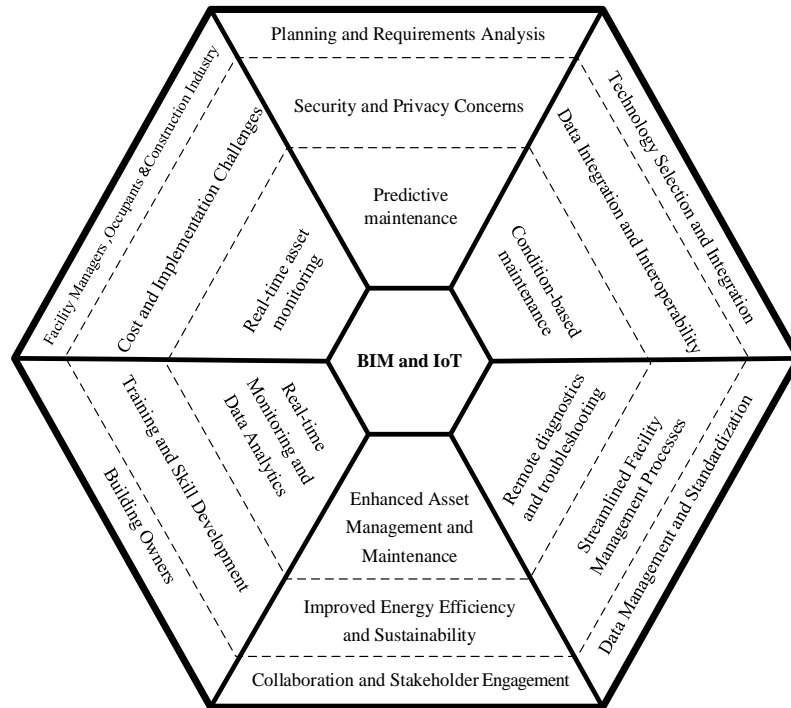 Planning and Requirements Analysis
Security and Privacy Concerns
Predictive
maintenance
Technology Selection and Integration
Data Integration and Interoperability
Condition-based
maintenance
Facility Managers ,Occupants &Construction Industry
Cost and Implementation Challenges
Real-time asset
monitoring
BIM and IoT
Real-time
Monitoring and
Data Analytics
Training and Skill Development
Building Owners
Remote diagnostics
and troubleshooting
Streamlined Facility
Management Processes
Data Management and Standardization
Enhanced Asset
Management and
Maintenance
Improved Energy Efficiency
and Sustainability
Collaboration and Stakeholder Engagement